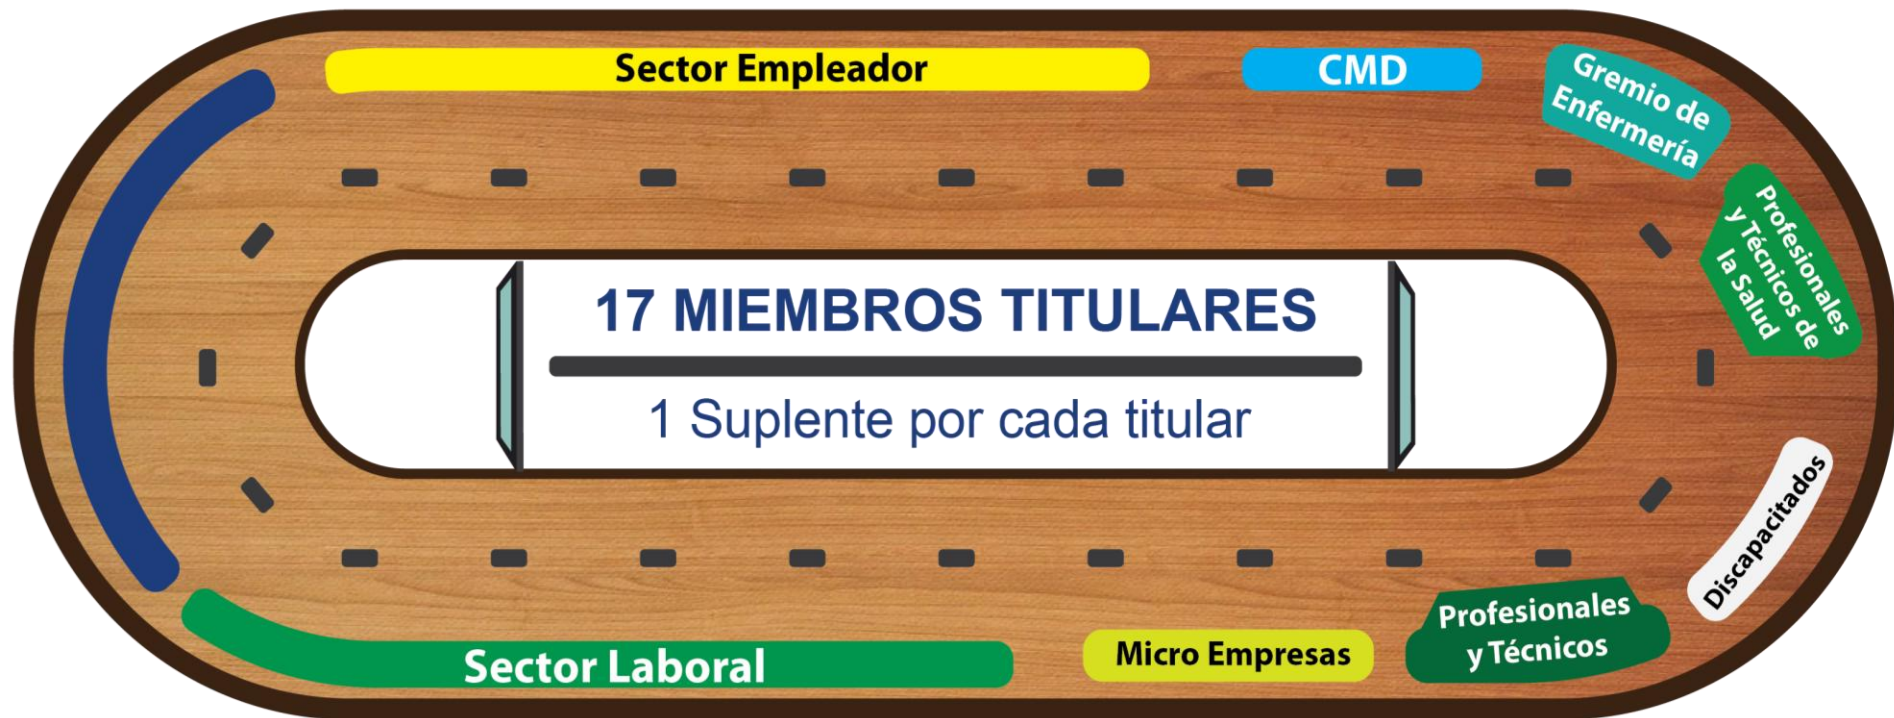 Sector Empleador
CMD
Gremio de
Enfermería
Profesionales
y Técnicos de
la Salud
17 MIEMBROS TITULARES
1 Suplente por cada titular
Discapacitados
Profesionales
y Técnicos
Micro Empresas
Sector Laboral